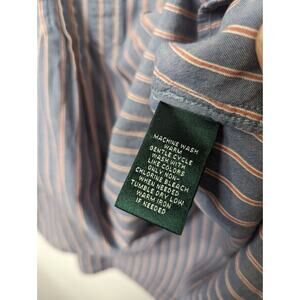 MACHINE WASH
WARM
GENTLE CYCLE
WASH WITH
LIKE COLORS
ONLY NON-
CHLORINE BLEACH
WHEN NEEDED
TUMBLE DRY LOW
WARM IRON
IF NEEDED